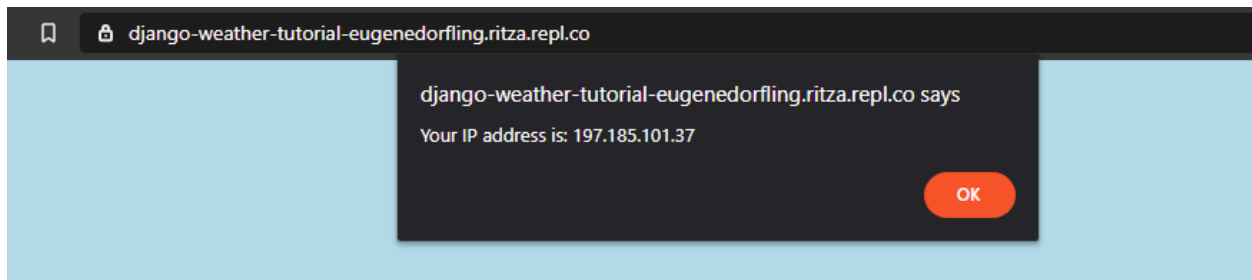 django-weather-tutorial-eugenedorfling.ritza.repl.co
django-weather-tutorial-eugenedorfling.ritza.repl.co says
Your IP address is: 197.185.101.37
OK